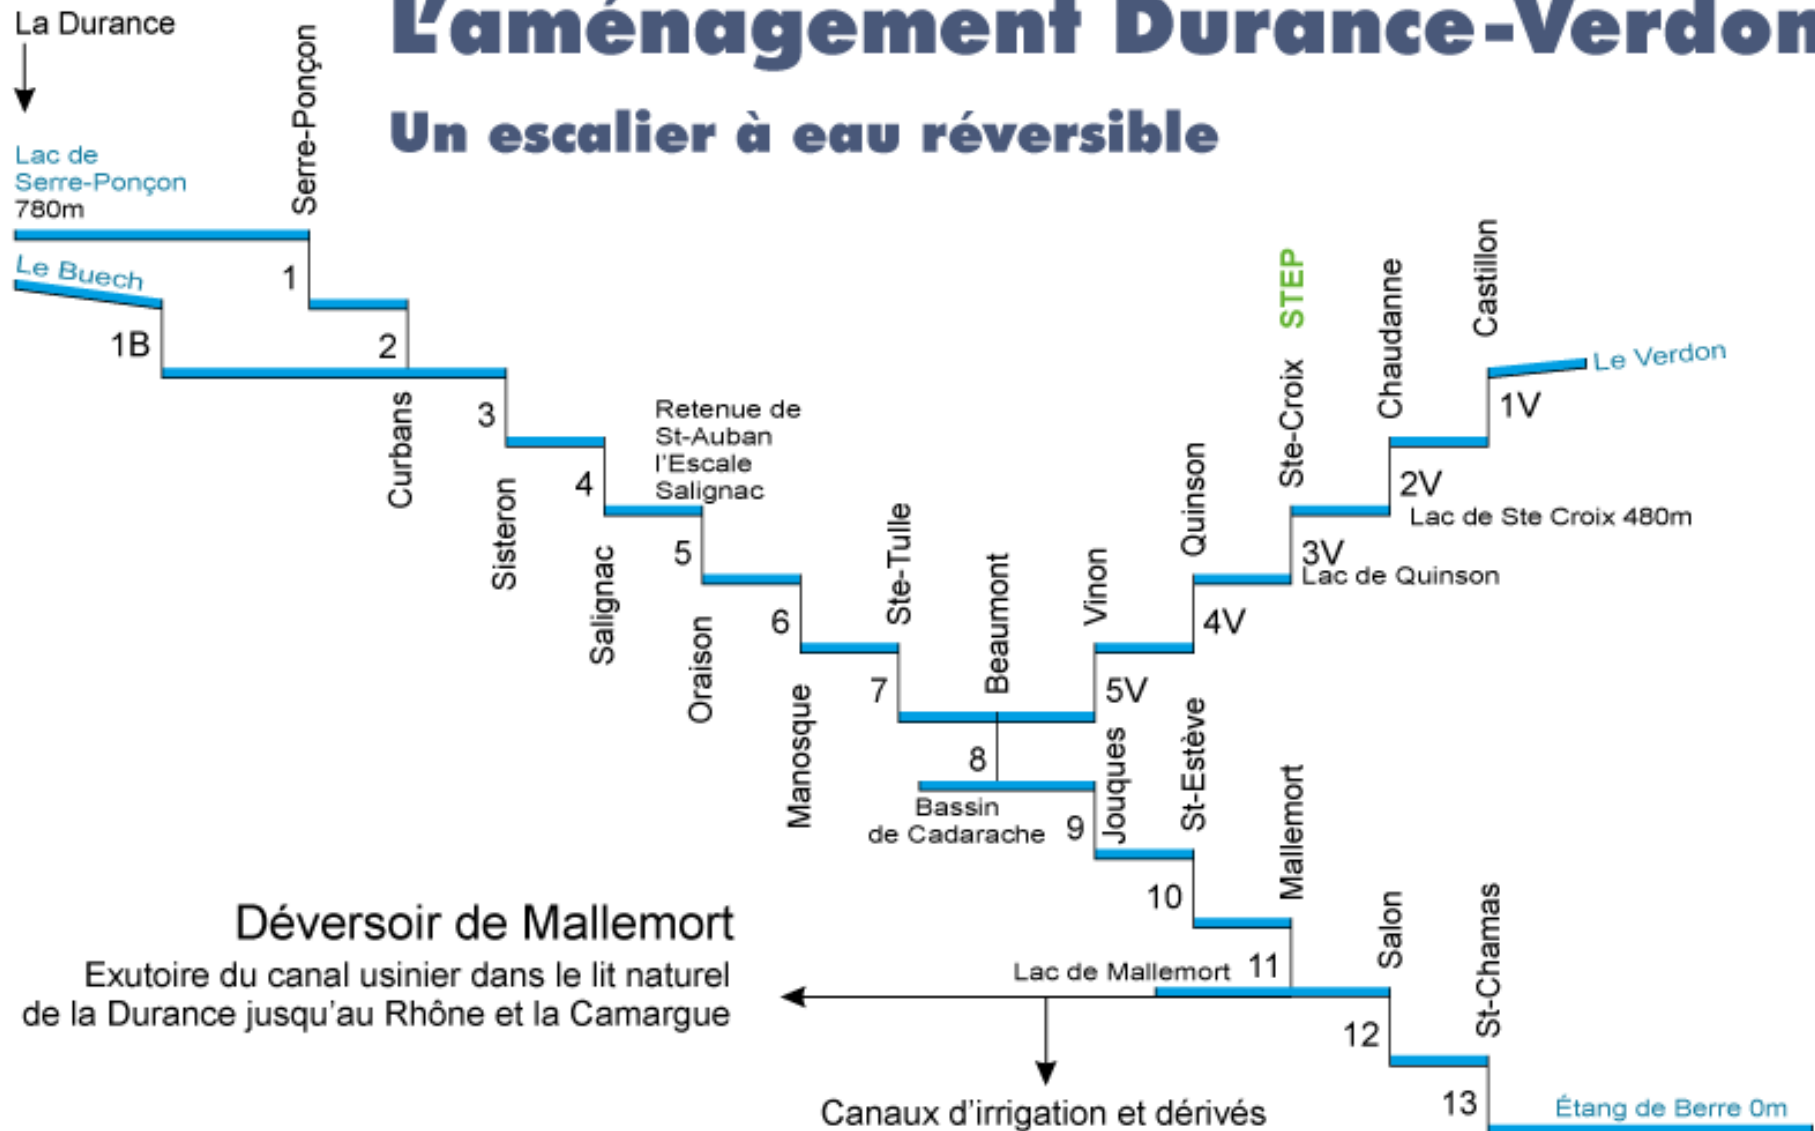 L'aménagement Durance-Verdon
Un escalier à eau réversible
La Durance
Lac de
Serre-Ponçon
780m
Serre-Ponçon
Le Buech
1
1B
2
Curbans
3
Sisteron
4
Salignac
Retenue de
St-Auban
l'Escale
Salignac
5
Oraison
6
Manosque
Ste-Tulle
7
Beaumont
8
Bassin
de Cadarache
Vinon
5V
Quinson
4V
Ste-Croix STEP
3V
Lac de Quinson
Chaudanne
2V
Lac de Ste Croix 480m
Castillon
1V
Le Verdon
9
Jouques
St-Estève
10
Mallemort
11
Lac de Mallemort
Salon
12
St-Chamas
13
Étang de Berre 0m
Déversoir de Mallemort
Exutoire du canal usinier dans le lit naturel
de la Durance jusqu'au Rhône et la Camargue
Canaux d'irrigation et dérivés